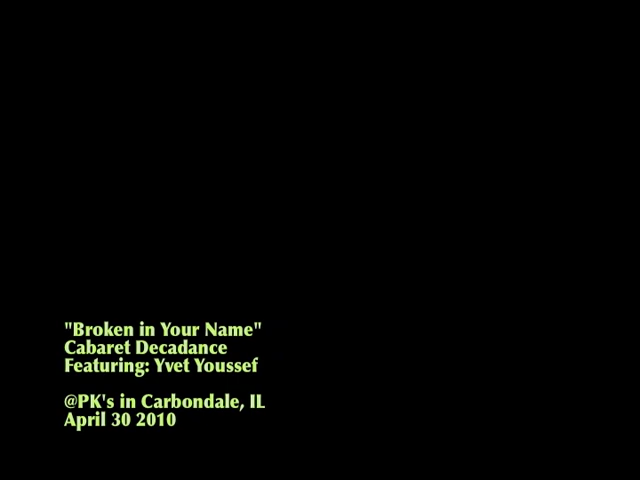 "Broken in Your Name"
Cabaret Decadance
Featuring: Yvet Youssef
@PK's in Carbondale, IL
April 30 2010